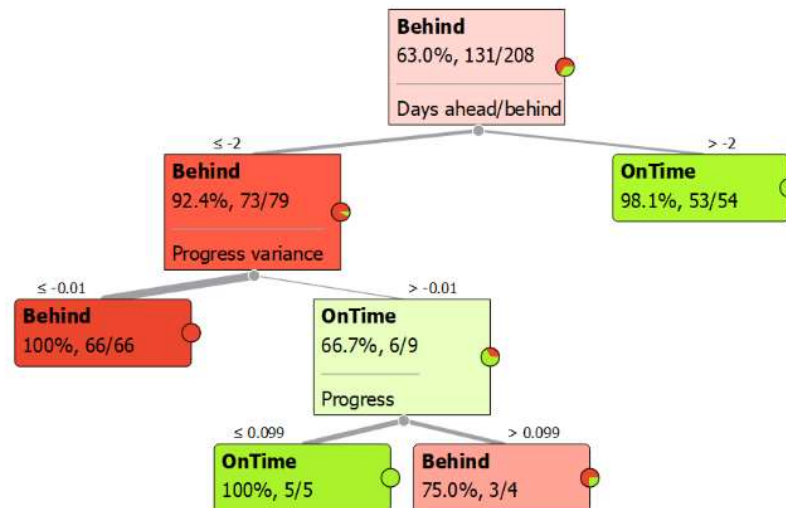 Behind
63.0%, 131/208
Days ahead/behind
≤ -2
> -2
Behind
92.4%, 73/79
Progress variance
OnTime
98.1%, 53/54
≤ -0.01
> -0.01
Behind
100%, 66/66
OnTime
66.7%, 6/9
Progress
≤ 0.099
> 0.099
OnTime
100%, 5/5
Behind
75.0%, 3/4